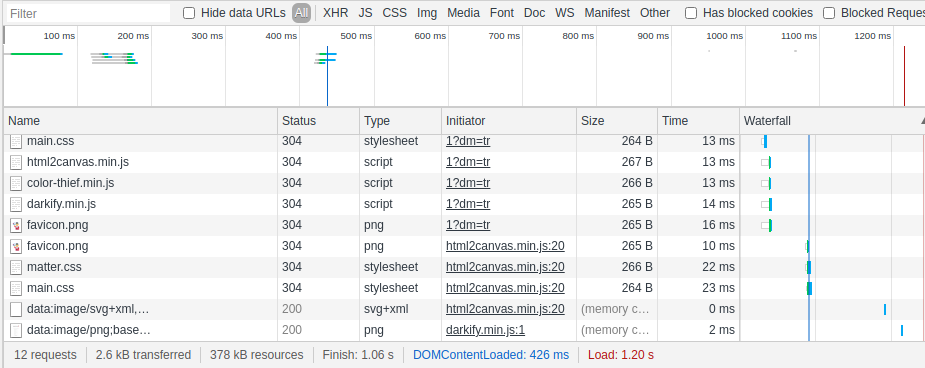 Filter Hide data URLs All XHR JS CSS Img Media Font Doc WS Manifest Other Has blocked cookies Blocked Reque
100 ms 200 ms 300 ms 400 ms 500 ms 600 ms 700 ms 800 ms 900 ms 1000 ms 1100 ms 1200 ms
Name Status Type Initiator Size Time Waterfall
main.css 304 stylesheet 1?dm=tr 264 B 13 ms
html2canvas.min.js 304 script 1?dm=tr 267 B 13 ms
color-thief.min.js 304 script 1?dm=tr 266 B 13 ms
darkify.min.js 304 script 1?dm=tr 265 B 14 ms
favicon.png 304 png 1?dm=tr 265 B 16 ms
favicon.png 304 png html2canvas.min.js:20 265 B 10 ms
matter.css 304 stylesheet html2canvas.min.js:20 266 B 22 ms
main.css 304 stylesheet html2canvas.min.js:20 264 B 23 ms
data:image/svg+xml,… 200 svg+xml html2canvas.min.js:20 (memory c… 0 ms
data:image/png;base… 200 png darkify.min.js:1 (memory c… 2 ms
12 requests 2.6 kB transferred 378 kB resources Finish: 1.06 s DOMContentLoaded: 426 ms Load: 1.20 s